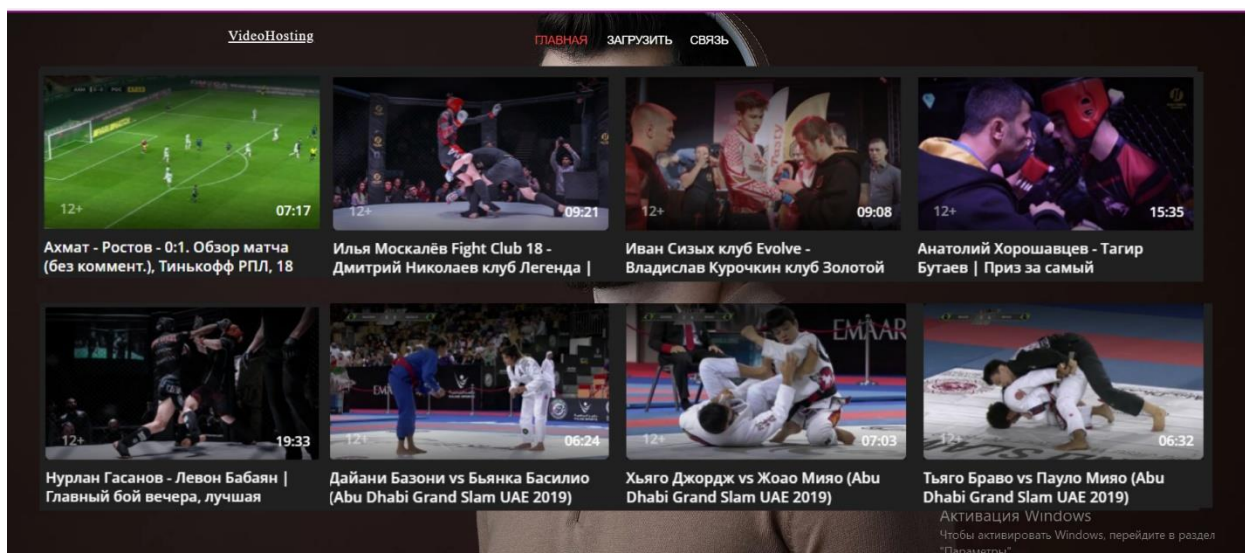 VideoHosting
ГЛАВНАЯ ЗАГРУЗИТЬ СВЯЗЬ
12+ 07:17
12+ 09:21
Tasty
12+ 09:08
12+ 15:35
Ахмат - Ростов - 0:1. Обзор матча
(без коммент.), Тинькофф РПЛ, 18
Илья Москалёв Fight Club 18 -
Дмитрий Николаев клуб Легенда |
Иван Сизых клуб Evolve -
Владислав Курочкин клуб Золотой
Анатолий Хорошавцев - Тагир
Бутаев | Приз за самый
12+ 19:33
12+ 06:24
EMAAR
12+ 07:03
12+ 06:32
Нурлан Гасанов - Левон Бабаян |
Главный бой вечера, лучшая
Дайани Базони vs Бьянка Басилио
(Abu Dhabi Grand Slam UAE 2019)
Хьяго Джордж vs Жоао Мияо (Abu
Dhabi Grand Slam UAE 2019)
Тьяго Браво vs Пауло Мияо (Abu
Dhabi Grand Slam UAE 2019)
Активация Windows
Чтобы активировать Windows, перейдите в раздел
"Параметры".